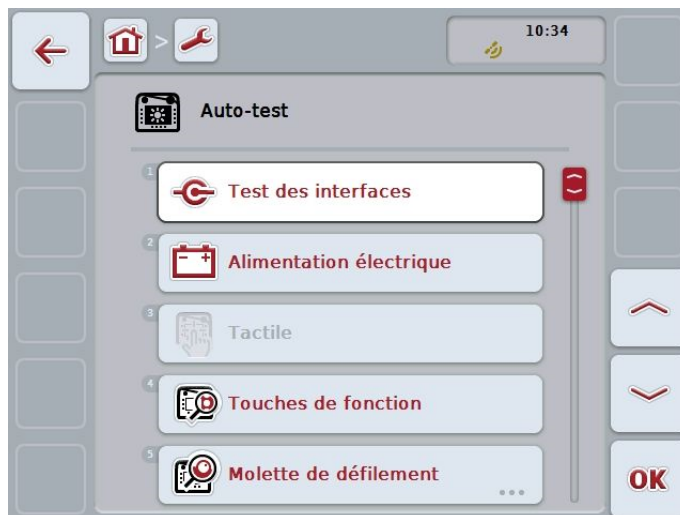 10:34
>
Auto-test
1
Test des interfaces
2
Alimentation électrique
3
Tactile
4
Touches de fonction
5
Molette de défilement
...
OK